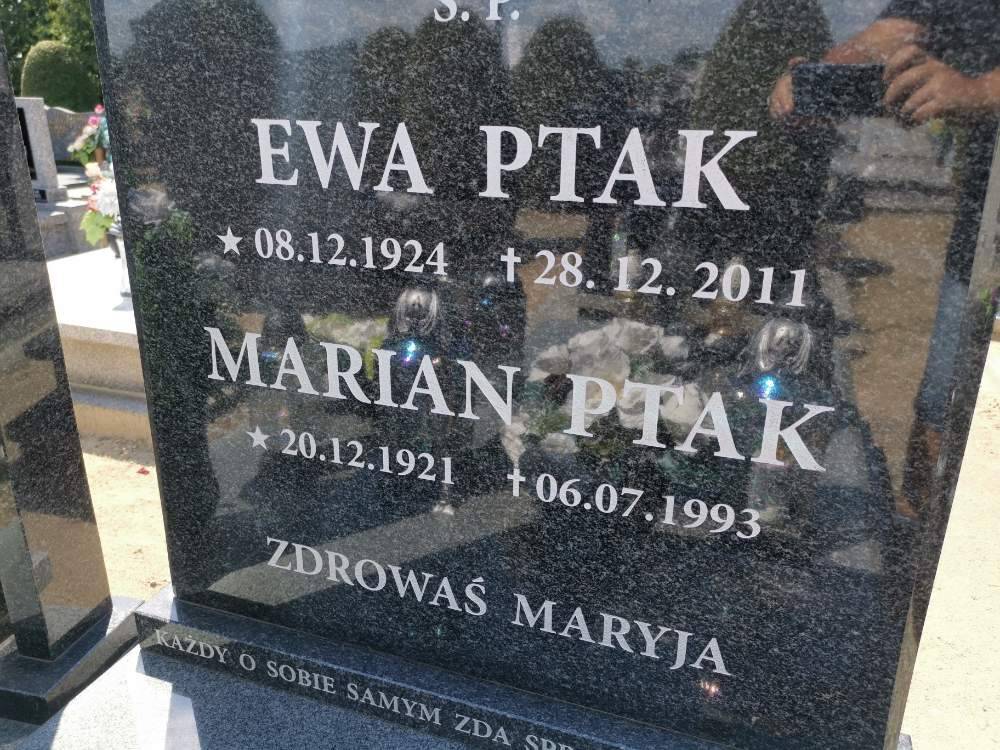 Ś. P.
EWA PTAK
★ 08.12.1924 † 28. 12. 2011
MARIAN PTAK
★ 20.12.1921 † 06.07.1993
ZDROWAŚ MARYJA
KAŻDY O SOBIE SAMYM ZDA